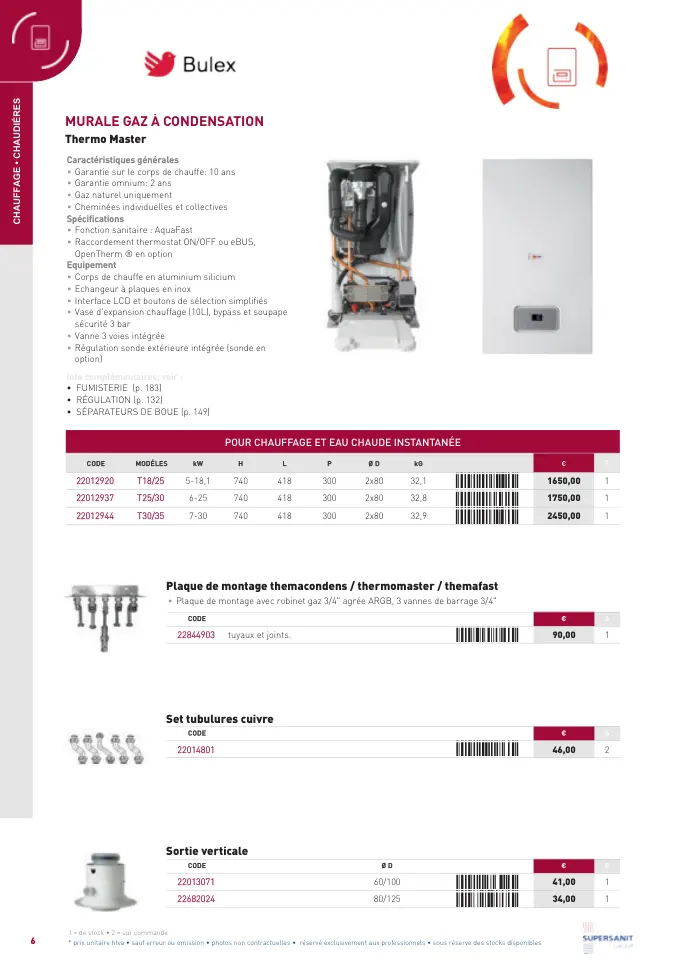 Bulex
CHAUFFAGE • CHAUDIÈRES
MURALE GAZ À CONDENSATION
Thermo Master
Caractéristiques générales
• Garantie sur le corps de chauffe: 10 ans
• Garantie omnium: 2 ans
• Gaz naturel uniquement
• Cheminées individuelles et collectives
Spécifications
• Fonction sanitaire : AquaFast
• Raccordement thermostat ON/OFF ou eBUS,
OpenTherm ® en option
Equipement
• Corps de chauffe en aluminium silicium
• Echangeur à plaques en inox
• Interface LCD et boutons de sélection simplifiés
• Vase d'expansion chauffage (10L), bypass et soupape
sécurité 3 bar
• Vanne 3 voies intégrée
• Régulation sonde extérieure intégrée (sonde en
option)
Info complémentaires, voir :
• FUMISTERIE (p. 183)
• RÉGULATION (p. 132)
• SÉPARATEURS DE BOUE (p. 149)
POUR CHAUFFAGE ET EAU CHAUDE INSTANTANÉE
CODE MODÈLES kW H L P Ø D kG €
22012920 T18/25 5-18,1 740 418 300 2x80 32,1 1650,00 1
22012937 T25/30 6-25 740 418 300 2x80 32,8 1750,00 1
22012944 T30/35 7-30 740 418 300 2x80 32,9 2450,00 1
Plaque de montage themacondens / thermomaster / themafast
• Plaque de montage avec robinet gaz 3/4" agrée ARGB, 3 vannes de barrage 3/4"
CODE €
22844903 tuyaux et joints. 90,00 1
Set tubulures cuivre
CODE €
22014801 46,00 2
Sortie verticale
CODE Ø D €
22013071 60/100 41,00 1
22682024 80/125 34,00 1
1 = de stock • 2 = sur commande
6
* prix unitaire htva • sauf erreur ou omission • photos non contractuelles • réservé exclusivement aux professionnels • sous réserve des stocks disponibles
SUPERSANIT
GROUP